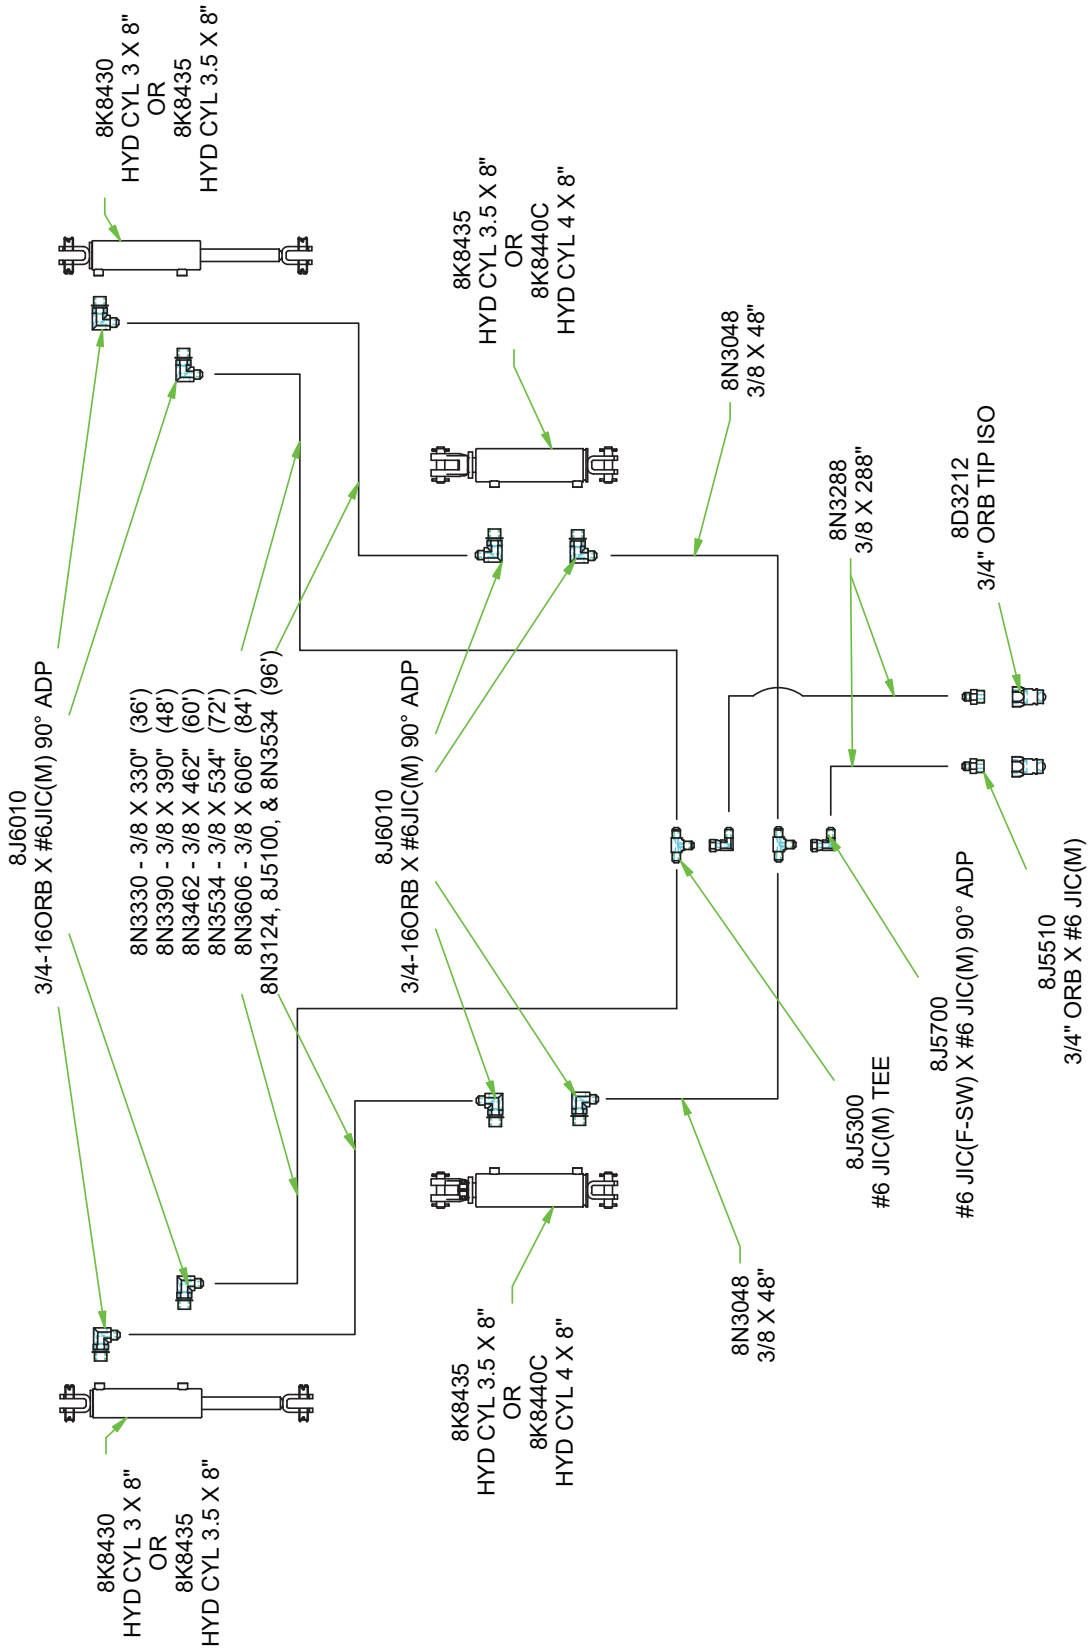 8K8430
HYD CYL 3 X 8"
OR
8K8435
HYD CYL 3.5 X 8"
8J6010
3/4-16ORB X #6JIC(M) 90° ADP
8K8430
HYD CYL 3 X 8"
OR
8K8435
HYD CYL 3.5 X 8"
8N3330 - 3/8 X 330" (36')
8N3390 - 3/8 X 390" (48')
8N3462 - 3/8 X 462" (60')
8N3534 - 3/8 X 534" (72')
8N3606 - 3/8 X 606" (84')
8N3124, 8J5100, & 8N3534 (96')
8K8435
HYD CYL 3.5 X 8"
OR
8K8440C
HYD CYL 4 X 8"
8J6010
3/4-16ORB X #6JIC(M) 90° ADP
8K8435
HYD CYL 3.5 X 8"
OR
8K8440C
HYD CYL 4 X 8"
8N3048
3/8 X 48"
8N3048
3/8 X 48"
8J5300
#6 JIC(M) TEE
8N3288
3/8 X 288"
8J5700
#6 JIC(F-SW) X #6 JIC(M) 90° ADP
8D3212
3/4" ORB TIP ISO
8J5510
3/4" ORB X #6 JIC(M)